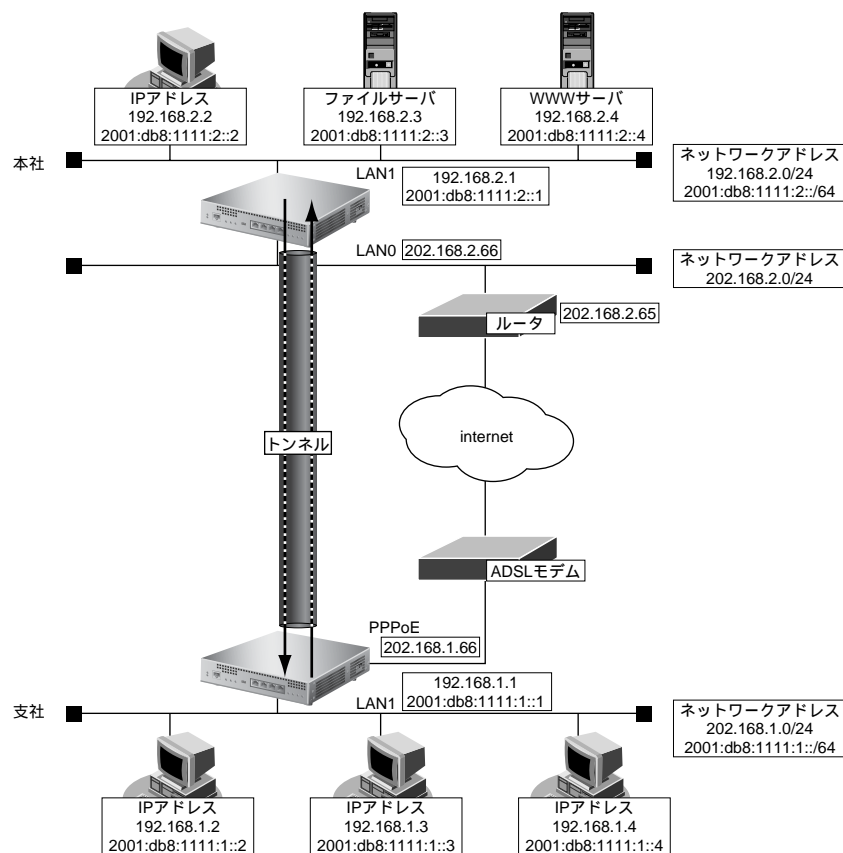 IPアドレス
192.168.2.2
2001:db8:1111:2::2
ファイルサーバ
192.168.2.3
2001:db8:1111:2::3
WWWサーバ
192.168.2.4
2001:db8:1111:2::4
本社
LAN1
192.168.2.1
2001:db8:1111:2::1
ネットワークアドレス
192.168.2.0/24
2001:db8:1111:2::/64
LAN0
202.168.2.66
ネットワークアドレス
202.168.2.0/24
ルータ
202.168.2.65
トンネル
internet
ADSLモデム
PPPoE
202.168.1.66
支社
LAN1
192.168.1.1
2001:db8:1111:1::1
ネットワークアドレス
202.168.1.0/24
2001:db8:1111:1::/64
IPアドレス
192.168.1.2
2001:db8:1111:1::2
IPアドレス
192.168.1.3
2001:db8:1111:1::3
IPアドレス
192.168.1.4
2001:db8:1111:1::4